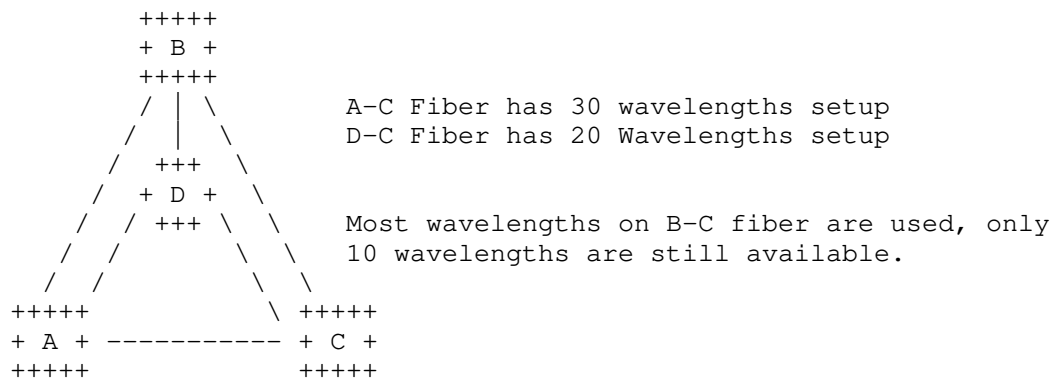 +++++
+ B +
+++++
/ | \ A-C Fiber has 30 wavelengths setup
/ | \ D-C Fiber has 20 Wavelengths setup
/ +++ \
/ + D + \
/ / +++ \ \ Most wavelengths on B-C fiber are used, only
/ / \ \ 10 wavelengths are still available.
/ / \ \
+++++ \ +++++
+ A + ----------- + C +
+++++ +++++